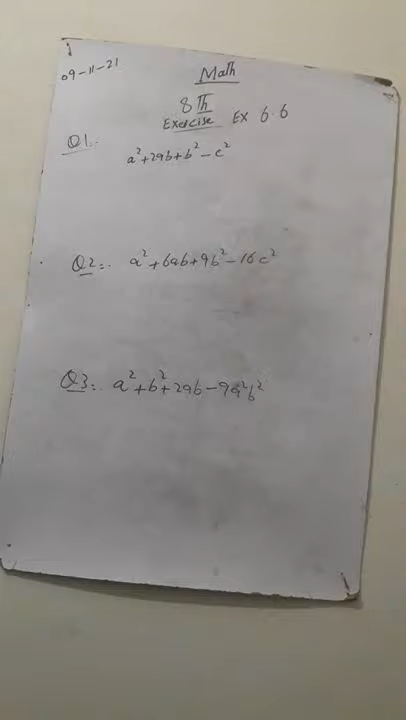 09-11-21
Math
8th
Exercise Ex 6.6
Q1:- a²+2ab+b²-c²
Q2:- a²+6ab+9b²-16c²
Q3:- a²+b²+2ab-9a²b²